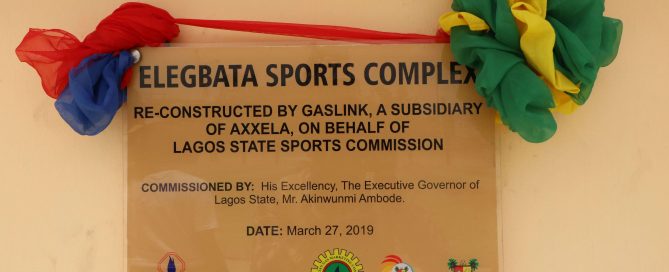 ELEGBATA SPORTS COMPLEX
RE-CONSTRUCTED BY GASLINK, A SUBSIDIARY
OF AXXELA, ON BEHALF OF
LAGOS STATE SPORTS COMMISSION
COMMISSIONED BY: His Excellency, The Executive Governor of
Lagos State, Mr. Akinwunmi Ambode.
DATE: March 27, 2019